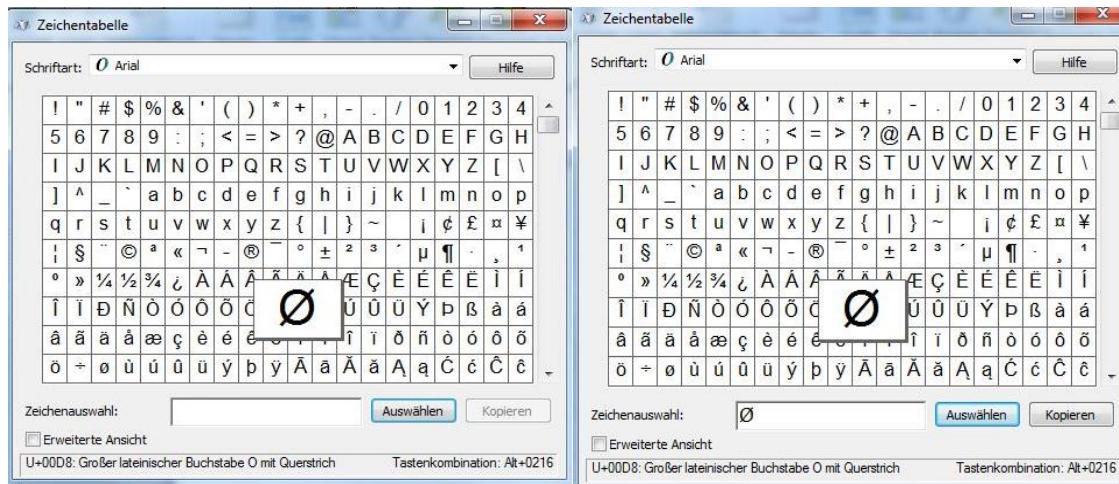 Zeichentabelle
Schriftart: O Arial
Hilfe
! " # $ % & ' ( ) * + , - . / 0 1 2 3 4
5 6 7 8 9 : ; < = > ? @ A B C D E F G H
I J K L M N O P Q R S T U V W X Y Z [ \
] ^ _ ` a b c d e f g h i j k l m n o p
q r s t u v w x y z { | } ~ ¡ ¢ £ ¤ ¥
¦ § ¨ © ª « ¬ - ® ¯ ° ± ² ³ ´ µ ¶ · ¸ ¹
º » ¼ ½ ¾ ¿ À Á Â Ã Ä Å Æ Ç È É Ê Ë Ì Í
Î Ï Ð Ñ Ò Ó Ô Õ Ö Ø Ú Û Ü Ý Þ ß à á
â ã ä å æ ç è é ê î ï ð ñ ò ó ô õ
ö ÷ ø ù ú û ü ý þ ÿ Ā ā Ă ă Ą ą Ć ć Ĉ ĉ
Zeichenauswahl:
Auswählen
Kopieren
Erweiterte Ansicht
U+00D8: Großer lateinischer Buchstabe O mit Querstrich
Tastenkombination: Alt+0216
Zeichentabelle
Schriftart: O Arial
Hilfe
! " # $ % & ' ( ) * + , - . / 0 1 2 3 4
5 6 7 8 9 : ; < = > ? @ A B C D E F G H
I J K L M N O P Q R S T U V W X Y Z [ \
] ^ _ ` a b c d e f g h i j k l m n o p
q r s t u v w x y z { | } ~ ¡ ¢ £ ¤ ¥
¦ § ¨ © ª « ¬ - ® ¯ ° ± ² ³ ´ µ ¶ · ¸ ¹
º » ¼ ½ ¾ ¿ À Á Â Ã Ä Å Æ Ç È É Ê Ë Ì Í
Î Ï Ð Ñ Ò Ó Ô Õ Ö Ø Ú Û Ü Ý Þ ß à á
â ã ä å æ ç è é ê î ï ð ñ ò ó ô õ
ö ÷ ø ù ú û ü ý þ ÿ Ā ā Ă ă Ą ą Ć ć Ĉ ĉ
Zeichenauswahl: Ø
Auswählen
Kopieren
Erweiterte Ansicht
U+00D8: Großer lateinischer Buchstabe O mit Querstrich
Tastenkombination: Alt+0216